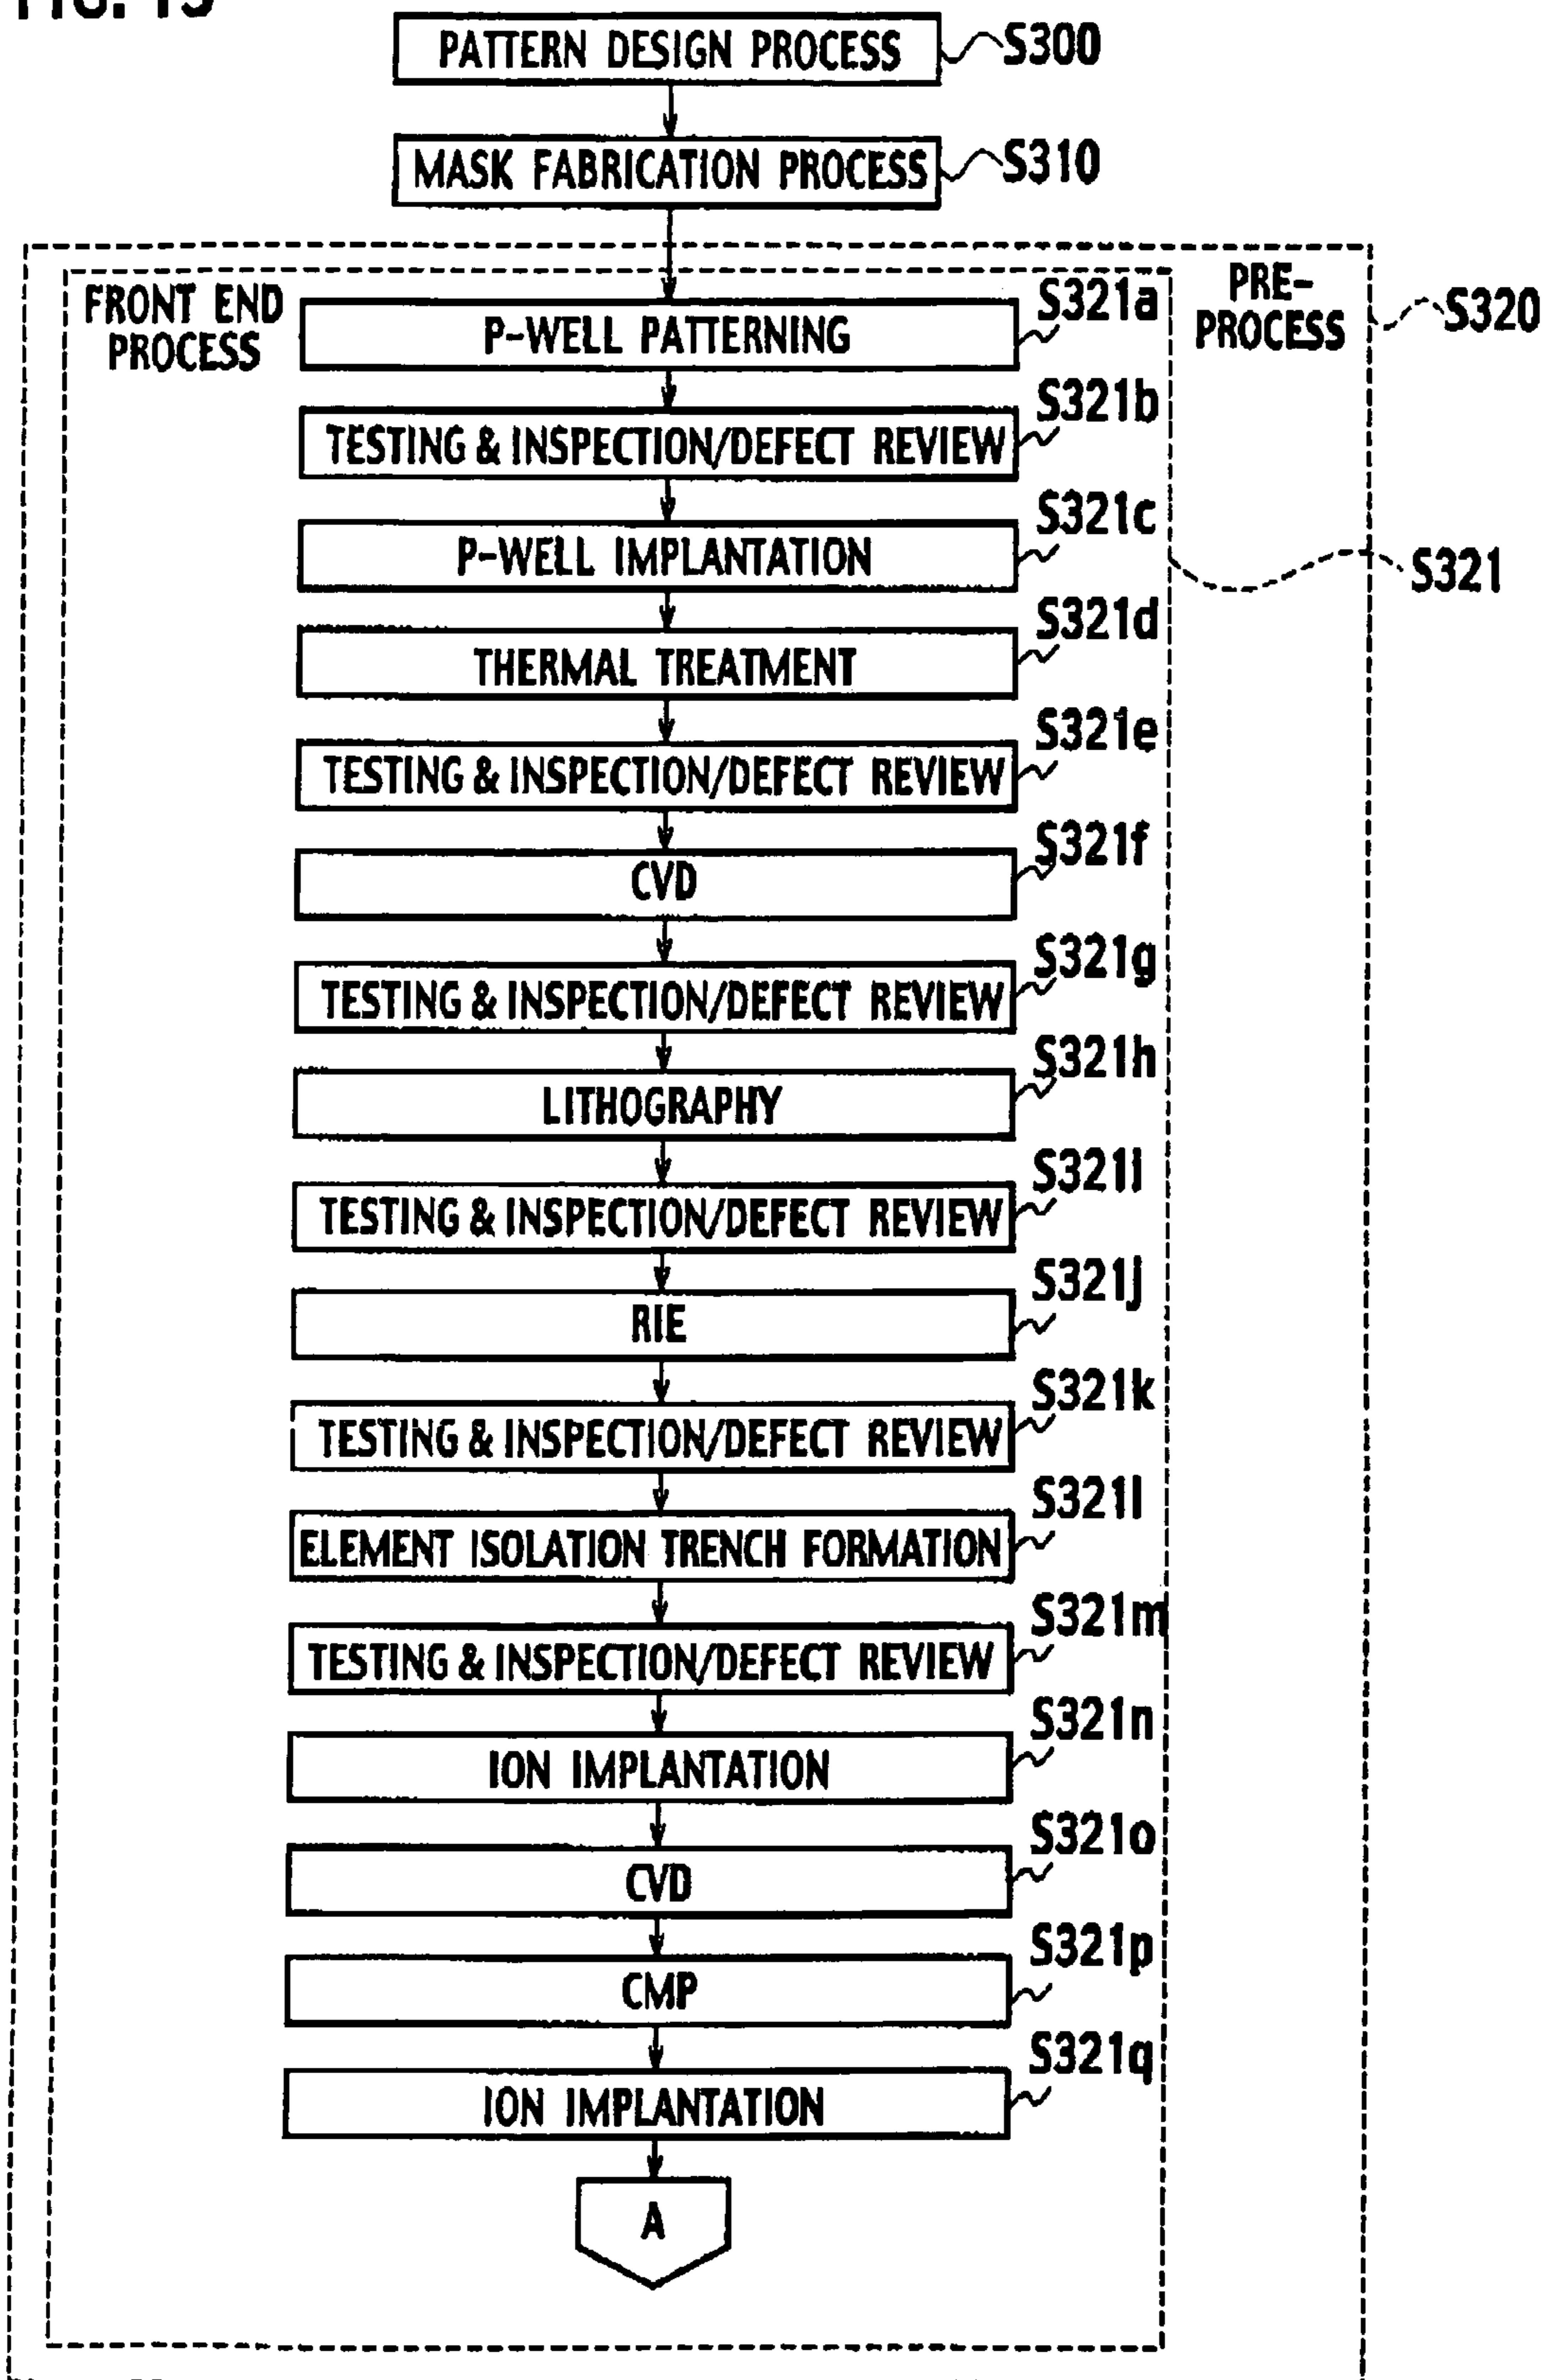 FIG. 15
PATTERN DESIGN PROCESS
S300
MASK FABRICATION PROCESS
S310
FRONT END
PROCESS
PRE-
PROCESS
S320
S321
P-WELL PATTERNING
S321a
TESTING & INSPECTION/DEFECT REVIEW
S321b
P-WELL IMPLANTATION
S321c
THERMAL TREATMENT
S321d
TESTING & INSPECTION/DEFECT REVIEW
S321e
CVD
S321f
TESTING & INSPECTION/DEFECT REVIEW
S321g
LITHOGRAPHY
S321h
TESTING & INSPECTION/DEFECT REVIEW
S321i
RIE
S321j
TESTING & INSPECTION/DEFECT REVIEW
S321k
ELEMENT ISOLATION TRENCH FORMATION
S321l
TESTING & INSPECTION/DEFECT REVIEW
S321m
ION IMPLANTATION
S321n
CVD
S321o
CMP
S321p
ION IMPLANTATION
S321q
A